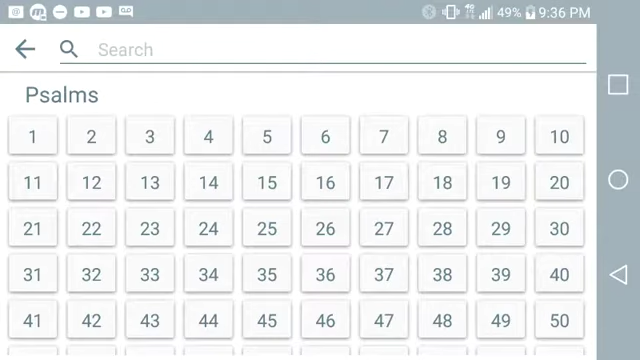 49% 9:36 PM
Search
Psalms
1 2 3 4 5 6 7 8 9 10
11 12 13 14 15 16 17 18 19 20
21 22 23 24 25 26 27 28 29 30
31 32 33 34 35 36 37 38 39 40
41 42 43 44 45 46 47 48 49 50